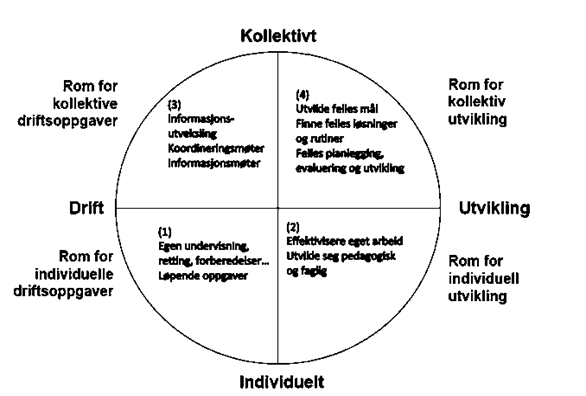 Kollektivt
Rom for
kollektive
driftsoppgaver
(3)
Informasjons-
utveksling
Koordineringsmøter
Informasjonsmøter
(4)
Utvikle felles mål
Finne felles løsninger
og rutiner
Felles planlegging,
evaluering og utvikling
Rom for
kollektiv
utvikling
Drift
Utvikling
Rom for
individuelle
driftsoppgaver
(1)
Egen undervisning,
retting, forberedelser...
Løpende oppgaver
(2)
Effektivisere eget arbeid
Utvikle seg pedagogisk
og faglig
Rom for
individuell
utvikling
Individuelt